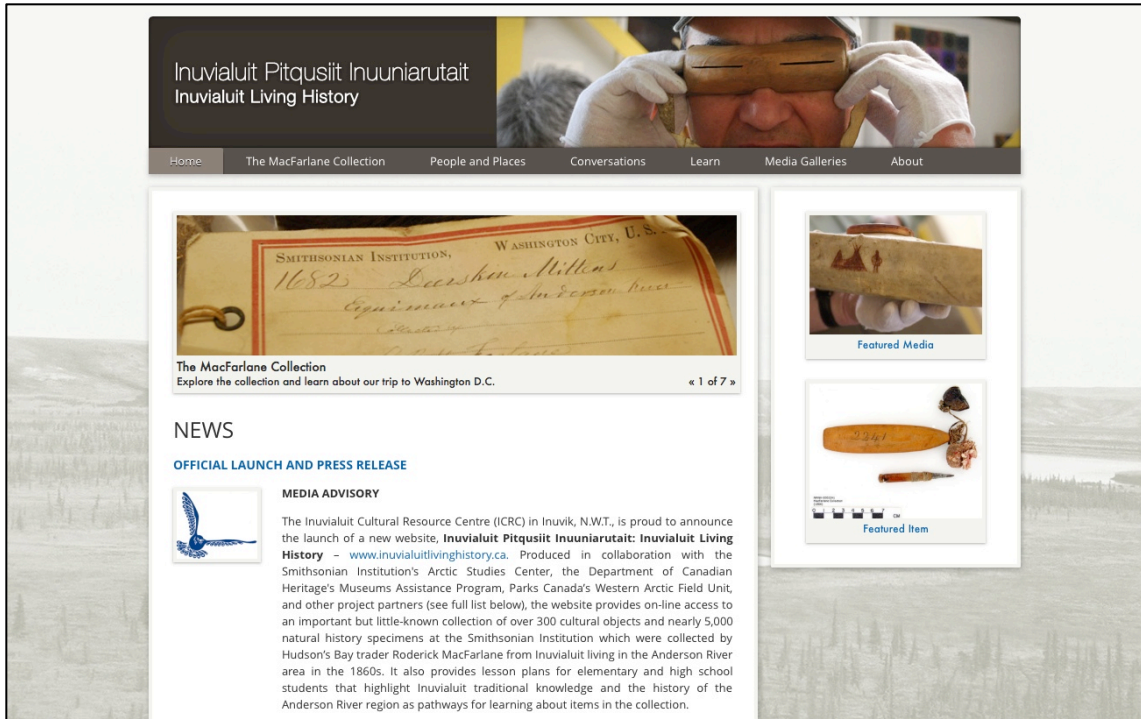 Inuvialuit Pitqusiit Inuuniarutait
Inuvialuit Living History
Home The MacFarlane Collection People and Places Conversations Learn Media Galleries About
SMITHSONIAN INSTITUTION, WASHINGTON CITY, U. S.
1682 Deerskin Mittens
Esquimaux of Anderson River
The MacFarlane Collection
Explore the collection and learn about our trip to Washington D.C. « 1 of 7 »
Featured Media
Featured Item
NEWS
OFFICIAL LAUNCH AND PRESS RELEASE
MEDIA ADVISORY
The Inuvialuit Cultural Resource Centre (ICRC) in Inuvik, N.W.T., is proud to announce
the launch of a new website, Inuvialuit Pitqusiit Inuuniarutait: Inuvialuit Living
History – www.inuvialuitlivinghistory.ca. Produced in collaboration with the
Smithsonian Institution's Arctic Studies Center, the Department of Canadian
Heritage's Museums Assistance Program, Parks Canada's Western Arctic Field Unit,
and other project partners (see full list below), the website provides on-line access to
an important but little-known collection of over 300 cultural objects and nearly 5,000
natural history specimens at the Smithsonian Institution which were collected by
Hudson's Bay trader Roderick MacFarlane from Inuvialuit living in the Anderson River
area in the 1860s. It also provides lesson plans for elementary and high school
students that highlight Inuvialuit traditional knowledge and the history of the
Anderson River region as pathways for learning about items in the collection.